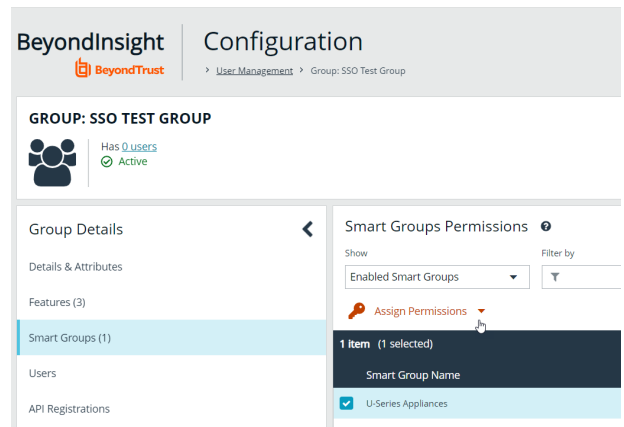 BeyondInsight
BeyondTrust
Configuration
> User Management > Group: SSO Test Group
GROUP: SSO TEST GROUP
Has 0 users
Active
Group Details
Details & Attributes
Features (3)
Smart Groups (1)
Users
API Registrations
Smart Groups Permissions
Show
Filter by
Enabled Smart Groups
Assign Permissions
1 item (1 selected)
Smart Group Name
U-Series Appliances